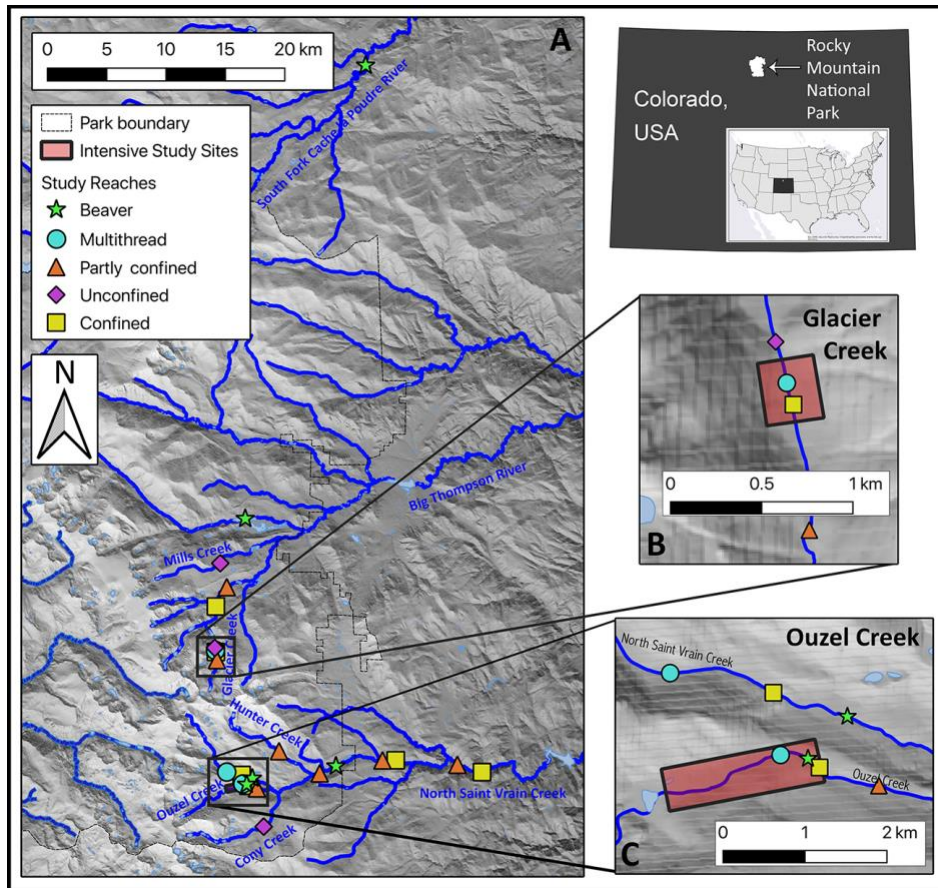 A
0 5 10 15 20 km
Park boundary
Intensive Study Sites
Study Reaches
Beaver
Multithread
Partly confined
Unconfined
Confined
N
South Fork Cache la Poudre River
Big Thompson River
Mills Creek
Glacier Creek
Hunter Creek
Ouzel Creek
North Saint Vrain Creek
Cony Creek
Colorado,
USA
Rocky
Mountain
National
Park
Glacier
Creek
0 0.5 1 km
B
Ouzel Creek
North Saint Vrain Creek
Ouzel Creek
0 1 2 km
C